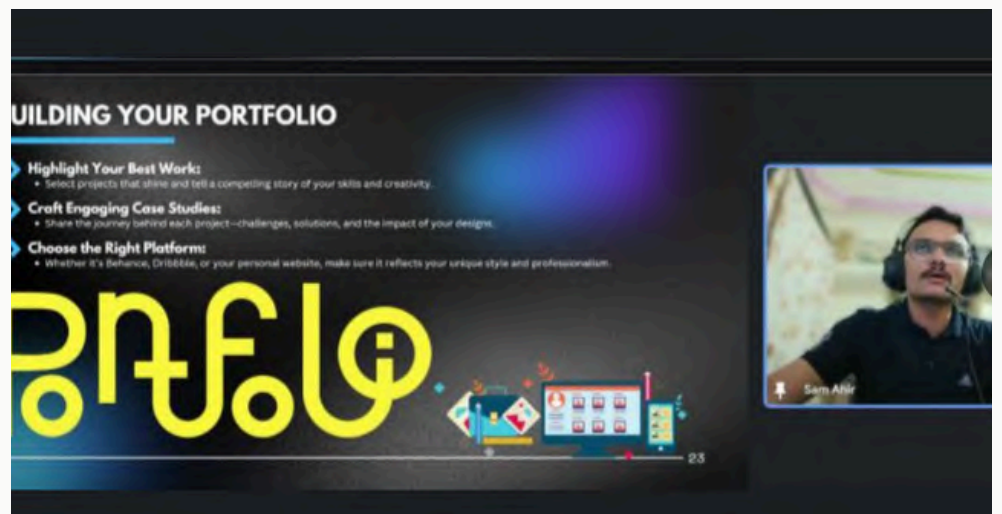 UILDING YOUR PORTFOLIO
Highlight Your Best Work:
• Select projects that shine and tell a compelling story of your skills and creativity.
Craft Engaging Case Studies:
• Share the journey behind each project—challenges, solutions, and the impact of your designs.
Choose the Right Platform:
• Whether it's Behance, Dribbble, or your personal website, make sure it reflects your unique style and professionalism.
Portfolio
23
Sam Ahir